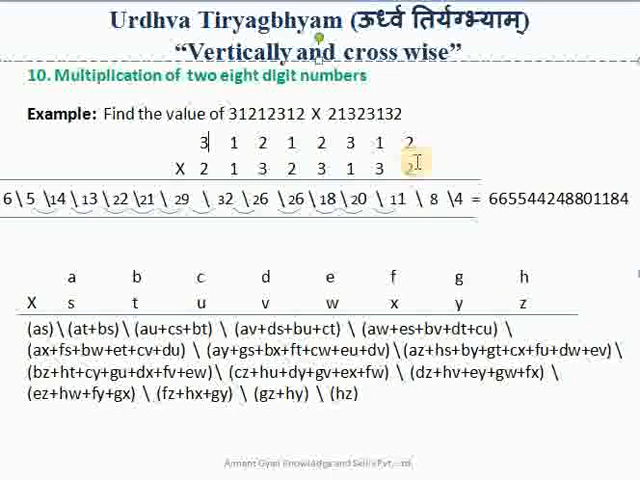 Urdhva Tiryagbhyam (ऊर्ध्व तिर्यग्भ्याम्)
“Vertically and cross wise”
10. Multiplication of two eight digit numbers
Example: Find the value of 31212312 X 21323132
3 1 2 1 2 3 1 2
X 2 1 3 2 3 1 3 2
6 \ 5 \14 \ 13 \ 22 \21 \ 29 \ 32 \ 26 \26 \18 \ 20 \ 11 \ 8 \4 = 665544248801184
a b c d e f g h
X s t u v w x y z
(as) \ (at+bs) \ (au+cs+bt) \ (av+ds+bu+ct) \ (aw+es+bv+dt+cu) \
(ax+fs+bw+et+cv+du) \ (ay+gs+bx+ft+cw+eu+dv) \ (az+hs+by+gt+cx+fu+dw+ev) \
(bz+ht+cy+gu+dx+fv+ew) \ (cz+hu+dy+gv+ex+fw) \ (dz+hv+ey+gw+fx) \
(ez+hw+fy+gx) \ (fz+hx+gy) \ (gz+hy) \ (hz)